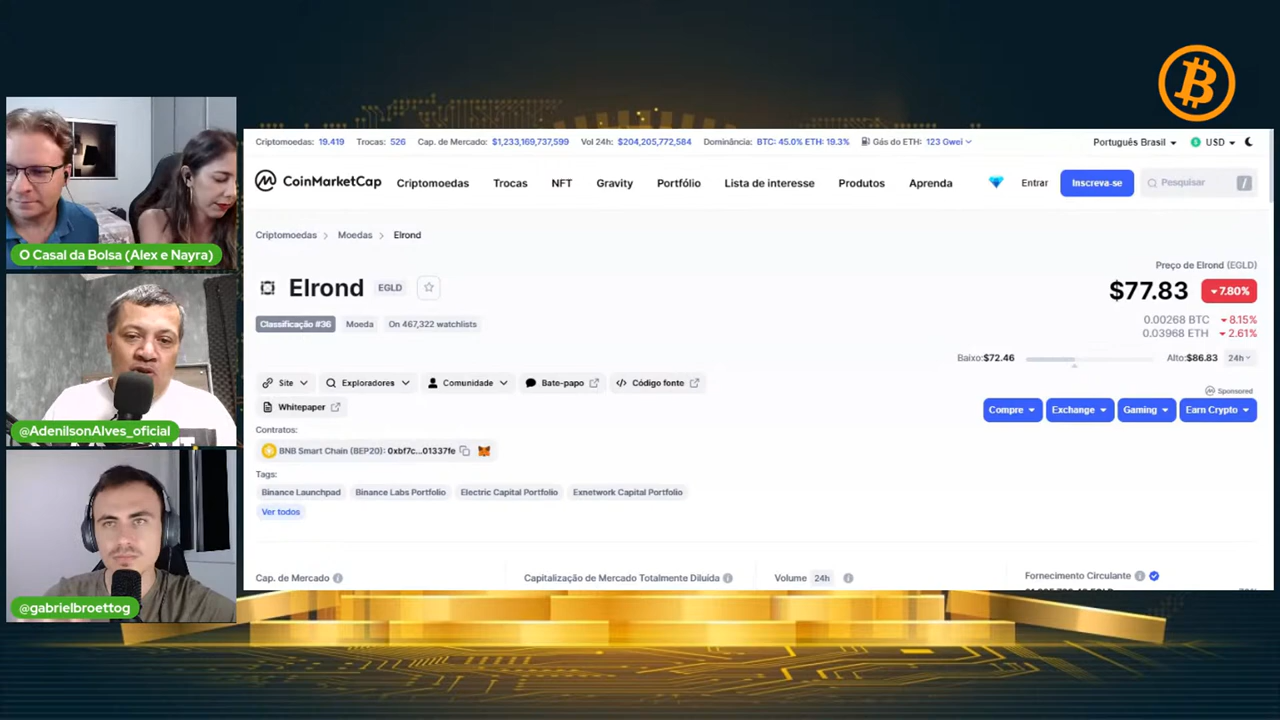 Criptomoedas: 19.419 Trocas: 526 Cap. de Mercado: $1,233,169,737,599 Vol 24h: $204,205,772,584 Dominância: BTC: 45.0% ETH: 19.3% Gás do ETH: 123 Gwei Português Brasil USD
CoinMarketCap Criptomoedas Trocas NFT Gravity Portfólio Lista de interesse Produtos Aprenda Entrar Inscreva-se Pesquisar /
Criptomoedas Moedas Elrond
O Casal da Bolsa (Alex e Nayra)
Preço de Elrond (EGLD)
Elrond EGLD $77.83 7.80%
0.00268 BTC 8.15%
Classificação #36 Moeda On 467,322 watchlists
0.03968 ETH 2.61%
Baixo: $72.46 Alto: $86.83 24h
Site Exploradores Comunidade Bate-papo Código fonte
Sponsored
Whitepaper
Compre Exchange Gaming Earn Crypto
@AdenilsonAlves_oficial
Contratos:
BNB Smart Chain (BEP20): 0xbf7c...01337fe
Tags:
Binance Launchpad Binance Labs Portfolio Electric Capital Portfolio Exnetwork Capital Portfolio
Ver todos
Cap. de Mercado Capitalização de Mercado Totalmente Diluída Volume 24h Fornecimento Circulante
@gabrielbroettog